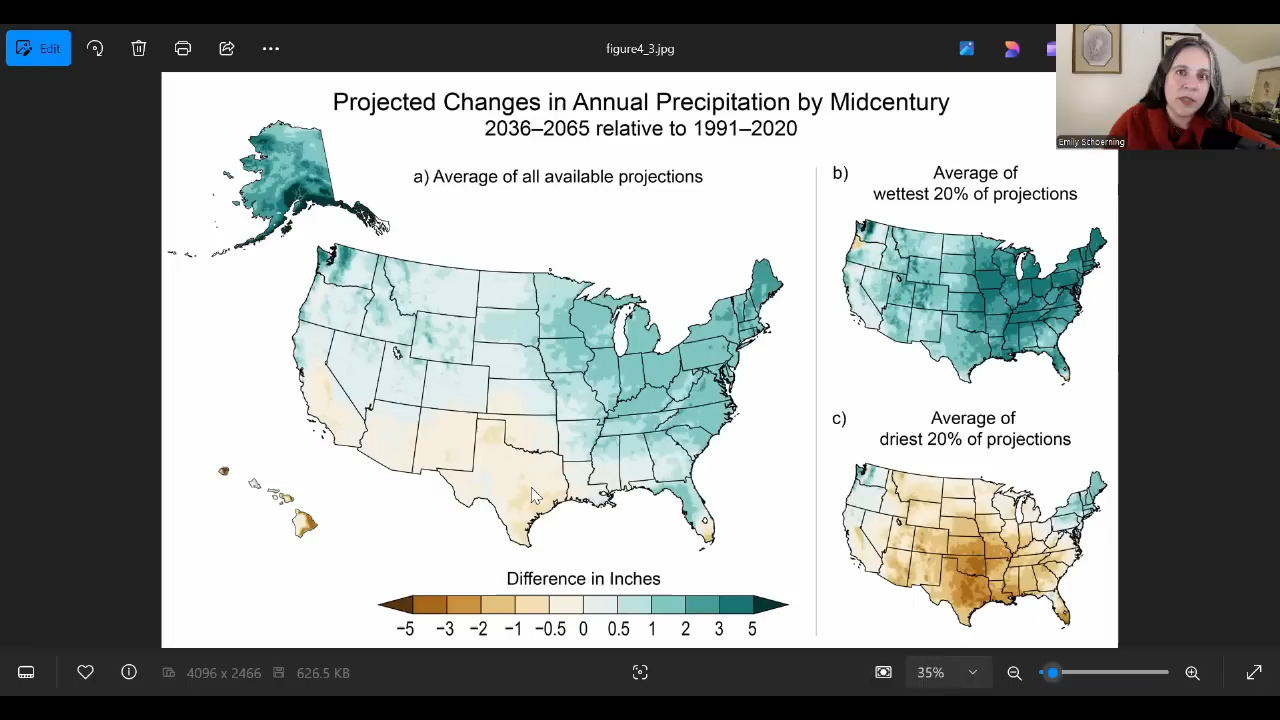 Edit
figure4_3.jpg
Emily Schoerning
Projected Changes in Annual Precipitation by Midcentury
2036–2065 relative to 1991–2020
a) Average of all available projections
b) Average of
wettest 20% of projections
c) Average of
driest 20% of projections
Difference in Inches
−5 −3 −2 −1 −0.5 0 0.5 1 2 3 5
4096 x 2466 626.5 KB
35%